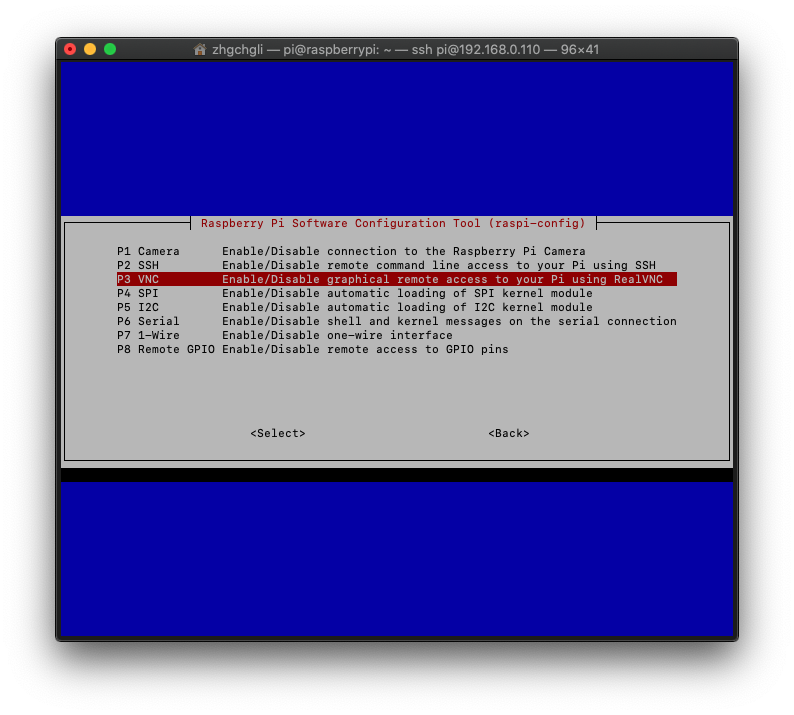 zhgchgli — pi@raspberrypi: ~ — ssh pi@192.168.0.110 — 96×41
Raspberry Pi Software Configuration Tool (raspi-config)
P1 Camera Enable/Disable connection to the Raspberry Pi Camera
P2 SSH Enable/Disable remote command line access to your Pi using SSH
P3 VNC Enable/Disable graphical remote access to your Pi using RealVNC
P4 SPI Enable/Disable automatic loading of SPI kernel module
P5 I2C Enable/Disable automatic loading of I2C kernel module
P6 Serial Enable/Disable shell and kernel messages on the serial connection
P7 1-Wire Enable/Disable one-wire interface
P8 Remote GPIO Enable/Disable remote access to GPIO pins
<Select> <Back>